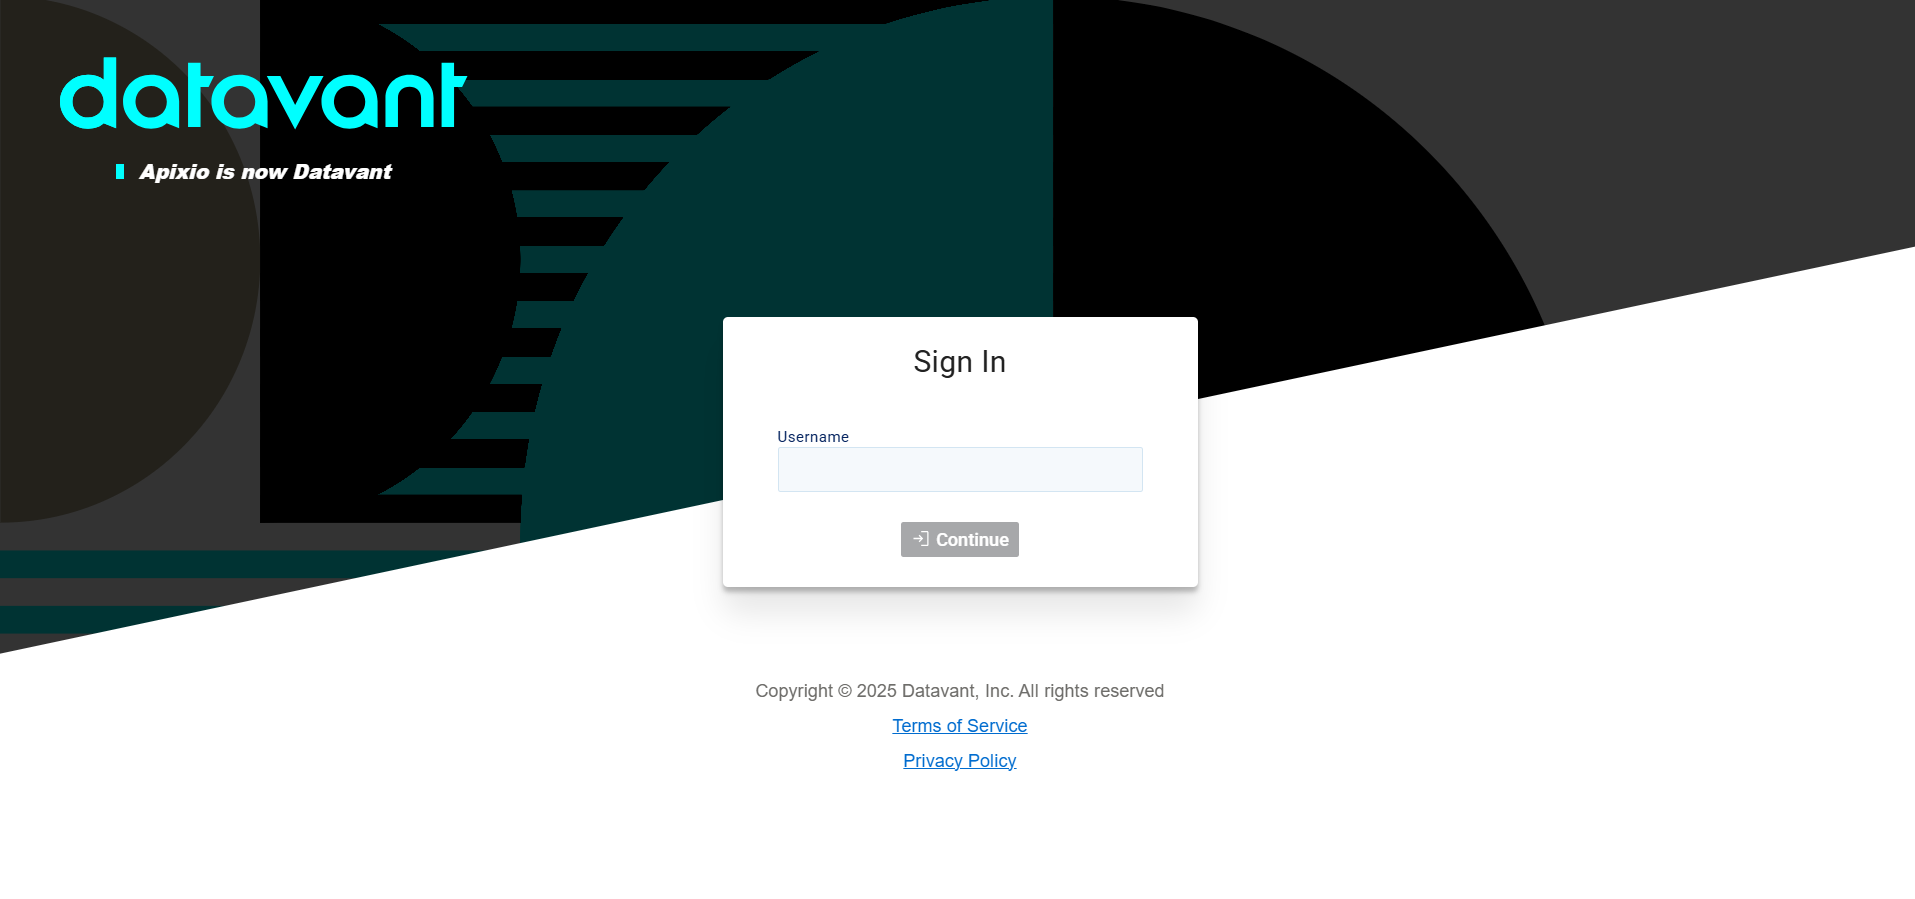 datavant
Apixio is now Datavant
Sign In
Username
Continue
Copyright © 2025 Datavant, Inc. All rights reserved
Terms of Service
Privacy Policy